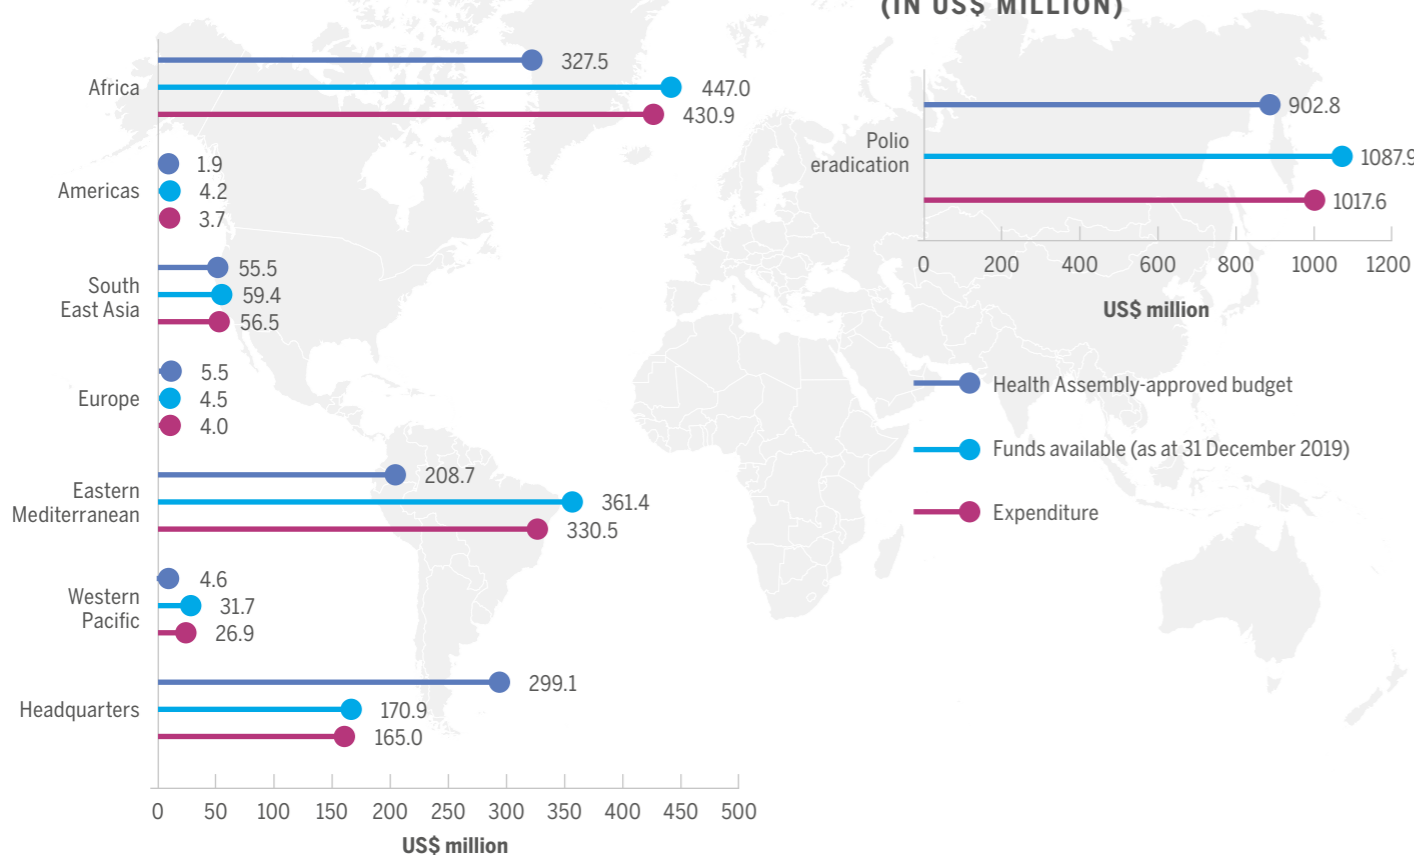 (IN US$ MILLION)
Africa
327.5
447.0
430.9
Americas
1.9
4.2
3.7
South
East Asia
55.5
59.4
56.5
Europe
5.5
4.5
4.0
Eastern
Mediterranean
208.7
361.4
330.5
Western
Pacific
4.6
31.7
26.9
Headquarters
299.1
170.9
165.0
0 50 100 150 200 250 300 350 400 450 500
US$ million
Polio
eradication
902.8
1087.9
1017.6
0 200 400 600 800 1000 1200
US$ million
Health Assembly-approved budget
Funds available (as at 31 December 2019)
Expenditure